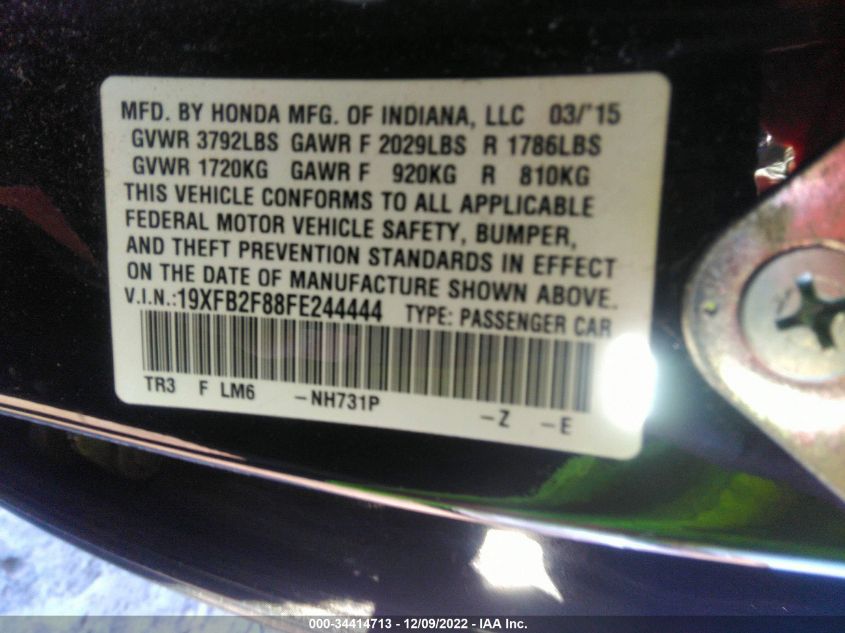 MFD. BY HONDA MFG. OF INDIANA, LLC 03/'15
GVWR 3792LBS GAWR F 2029LBS R 1786LBS
GVWR 1720KG GAWR F 920KG R 810KG
THIS VEHICLE CONFORMS TO ALL APPLICABLE
FEDERAL MOTOR VEHICLE SAFETY, BUMPER,
AND THEFT PREVENTION STANDARDS IN EFFECT
ON THE DATE OF MANUFACTURE SHOWN ABOVE.
V.I.N.:19XFB2F88FE244444 TYPE: PASSENGER CAR
TR3 F LM6 -NH731P -Z -E
000-34414713 - 12/09/2022 - IAA Inc.